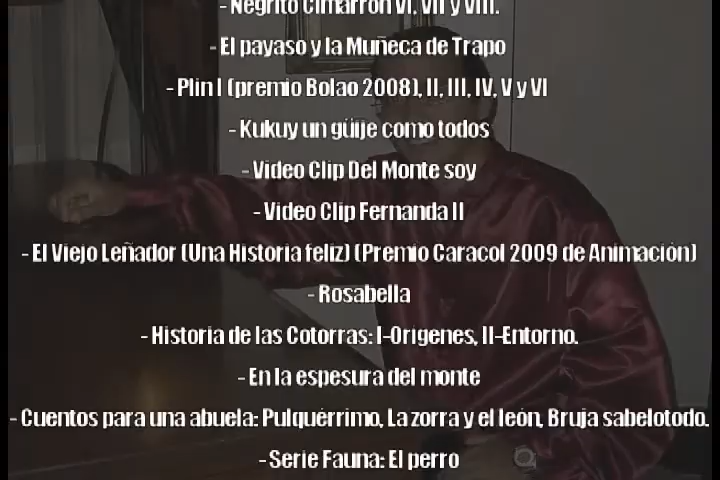 - Negrito Cimarrón VI, VII y VIII.
- El payaso y la Muñeca de Trapo
- Plin I (premio Bolao 2008), II, III, IV, V y VI
- Kukuy un güije como todos
- Video Clip Del Monte soy
- Video Clip Fernanda II
- El Viejo Leñador (Una Historia feliz) (Premio Caracol 2009 de Animación)
- Rosabella
- Historia de las Cotorras: I-Orígenes, II-Entorno.
- En la espesura del monte
- Cuentos para una abuela: Pulquérrimo, La zorra y el león, Bruja sabelotodo.
- Serie Fauna: El perro